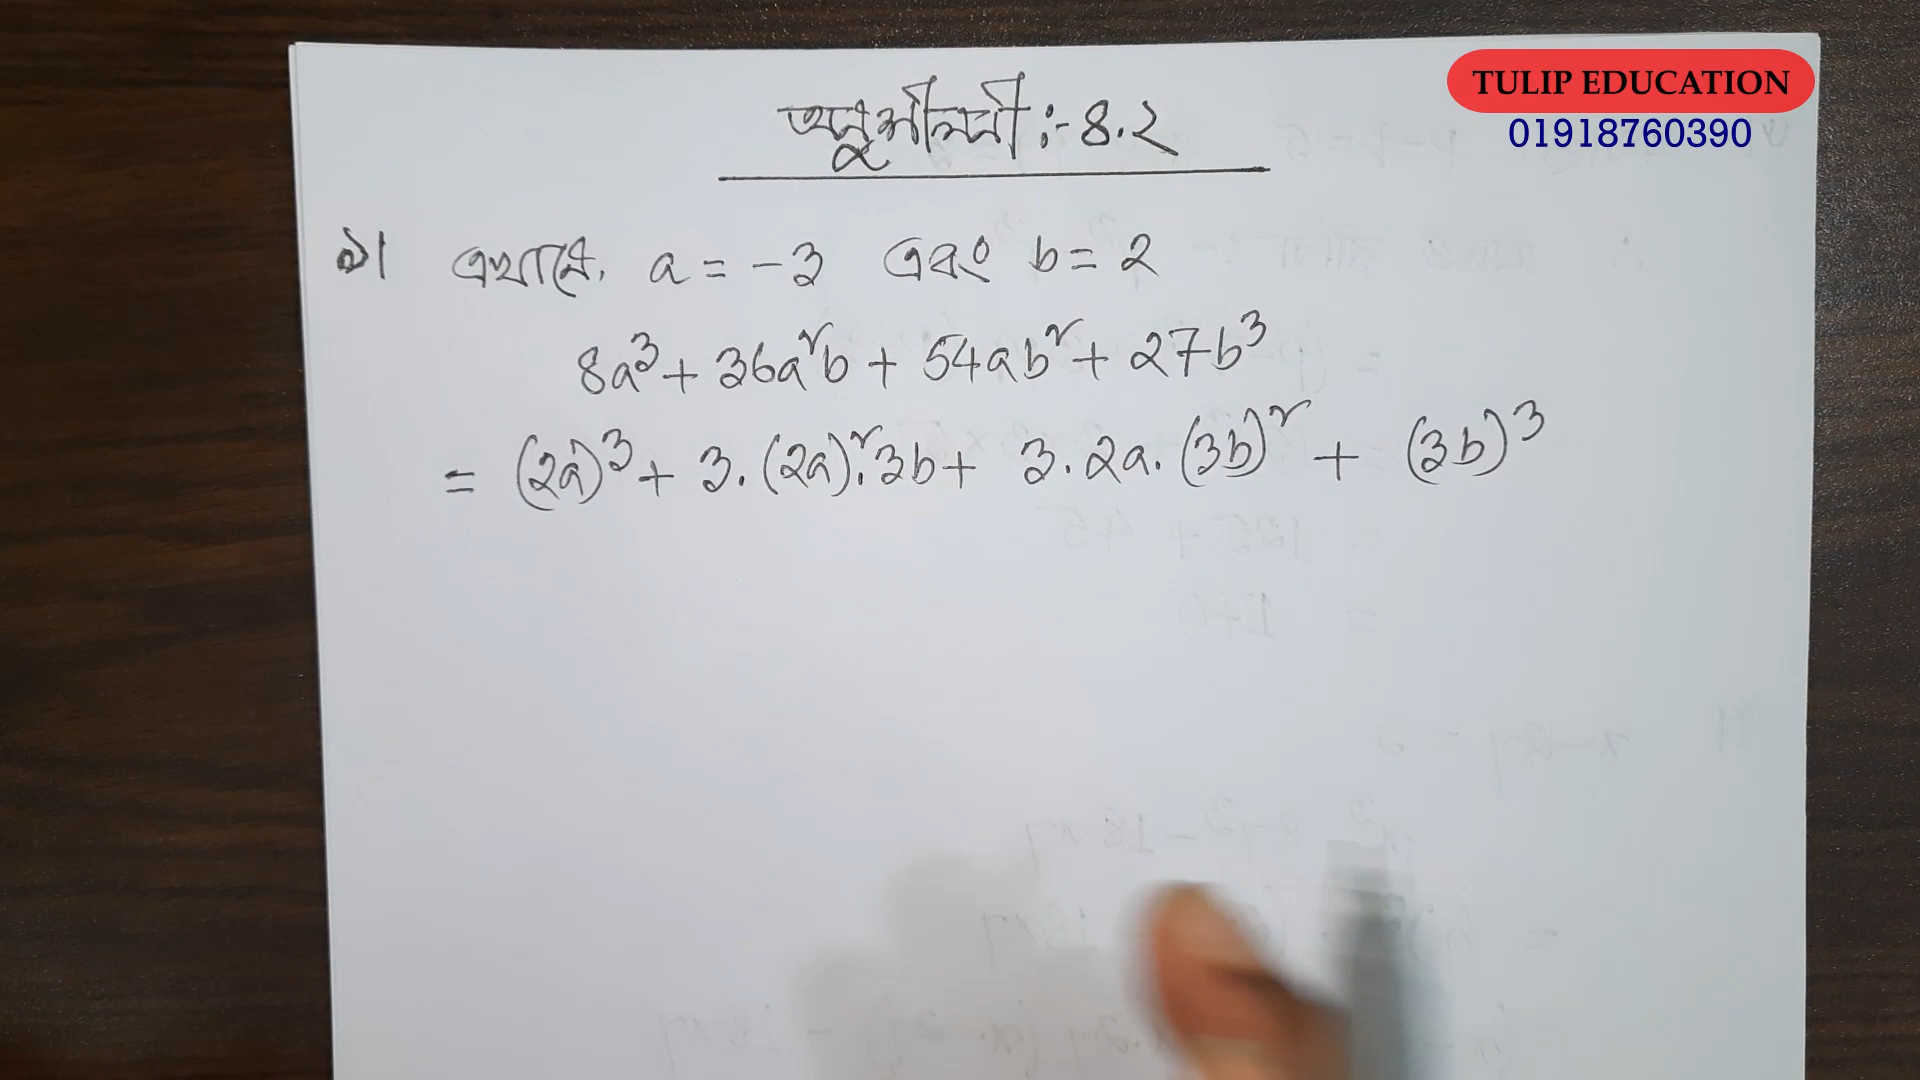 TULIP EDUCATION
01918760390
অনুশীলনী :- ৪.২
৯। এখানে, a = -3 এবং b = 2
8a³ + 36a²b + 54ab² + 27b³
= (2a)³ + 3.(2a)².3b + 3.2a.(3b)² + (3b)³